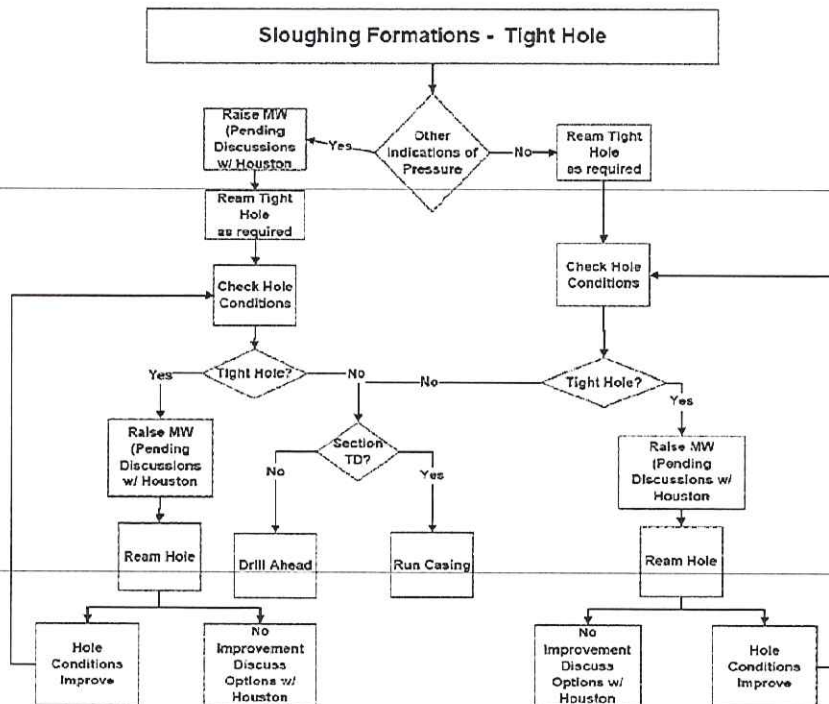 Sloughing Formations - Tight Hole
Raise MW
(Pending
Discussions
w/ Houston
Yes
Other
Indications of
Pressure
No
Ream Tight
Hole
as required
Ream Tight
Hole
as required
Check Hole
Conditions
Check Hole
Conditions
Yes
Tight Hole?
No
No
Tight Hole?
Yes
Raise MW
(Pending
Discussions
w/ Houston
Section
TD?
No
Yes
Raise MW
(Pending
Discussions w/
Houston
Ream Hole
Drill Ahead
Run Casing
Ream Hole
Hole
Conditions
Improve
No
Improvement
Discuss
Options w/
Houston
No
Improvement
Discuss
Options w/
Houston
Hole
Conditions
Improve